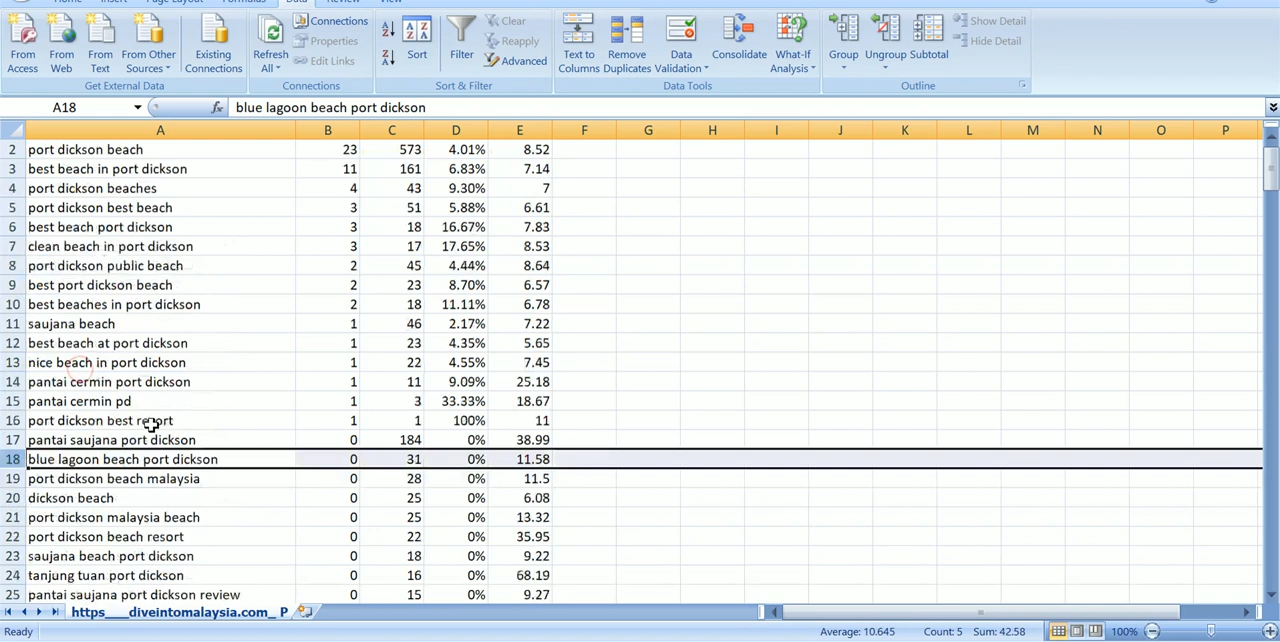 Home Insert Page Layout Formulas Data Review View
From Access
From Web
From Text
From Other Sources
Existing Connections
Refresh All
Connections
Properties
Edit Links
Sort
Filter
Clear
Reapply
Advanced
Text to Columns
Remove Duplicates
Data Validation
Consolidate
What-If Analysis
Group
Ungroup
Subtotal
Show Detail
Hide Detail
Get External Data Connections Sort & Filter Data Tools Outline
A18 fx blue lagoon beach port dickson
A B C D E F G H I J K L M N O P
2 port dickson beach 23 573 4.01% 8.52
3 best beach in port dickson 11 161 6.83% 7.14
4 port dickson beaches 4 43 9.30% 7
5 port dickson best beach 3 51 5.88% 6.61
6 best beach port dickson 3 18 16.67% 7.83
7 clean beach in port dickson 3 17 17.65% 8.53
8 port dickson public beach 2 45 4.44% 8.64
9 best port dickson beach 2 23 8.70% 6.57
10 best beaches in port dickson 2 18 11.11% 6.78
11 saujana beach 1 46 2.17% 7.22
12 best beach at port dickson 1 23 4.35% 5.65
13 nice beach in port dickson 1 22 4.55% 7.45
14 pantai cermin port dickson 1 11 9.09% 25.18
15 pantai cermin pd 1 3 33.33% 18.67
16 port dickson best resort 1 1 100% 11
17 pantai saujana port dickson 0 184 0% 38.99
18 blue lagoon beach port dickson 0 31 0% 11.58
19 port dickson beach malaysia 0 28 0% 11.5
20 dickson beach 0 25 0% 6.08
21 port dickson malaysia beach 0 25 0% 13.32
22 port dickson beach resort 0 22 0% 35.95
23 saujana beach port dickson 0 18 0% 9.22
24 tanjung tuan port dickson 0 16 0% 68.19
25 pantai saujana port dickson review 0 15 0% 9.27
https___diveintomalaysia.com_ P
Ready Average: 10.645 Count: 5 Sum: 42.58 100%